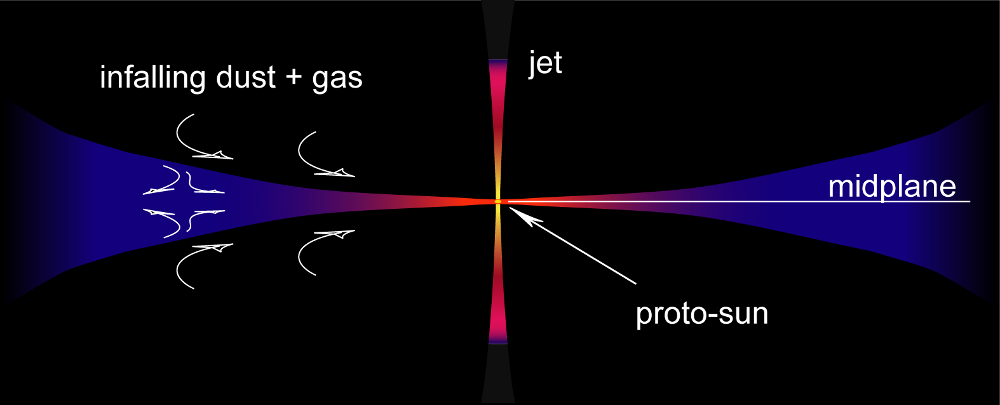 infalling dust + gas
jet
midplane
proto-sun